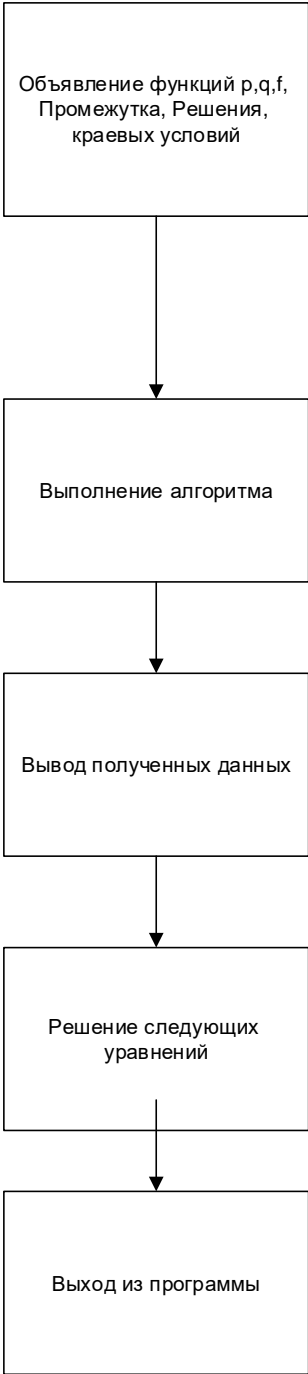 Объявление функций p,q,f,
Промежутка, Решения,
краевых условий
Выполнение алгоритма
Вывод полученных данных
Решение следующих
уравнений
Выход из программы